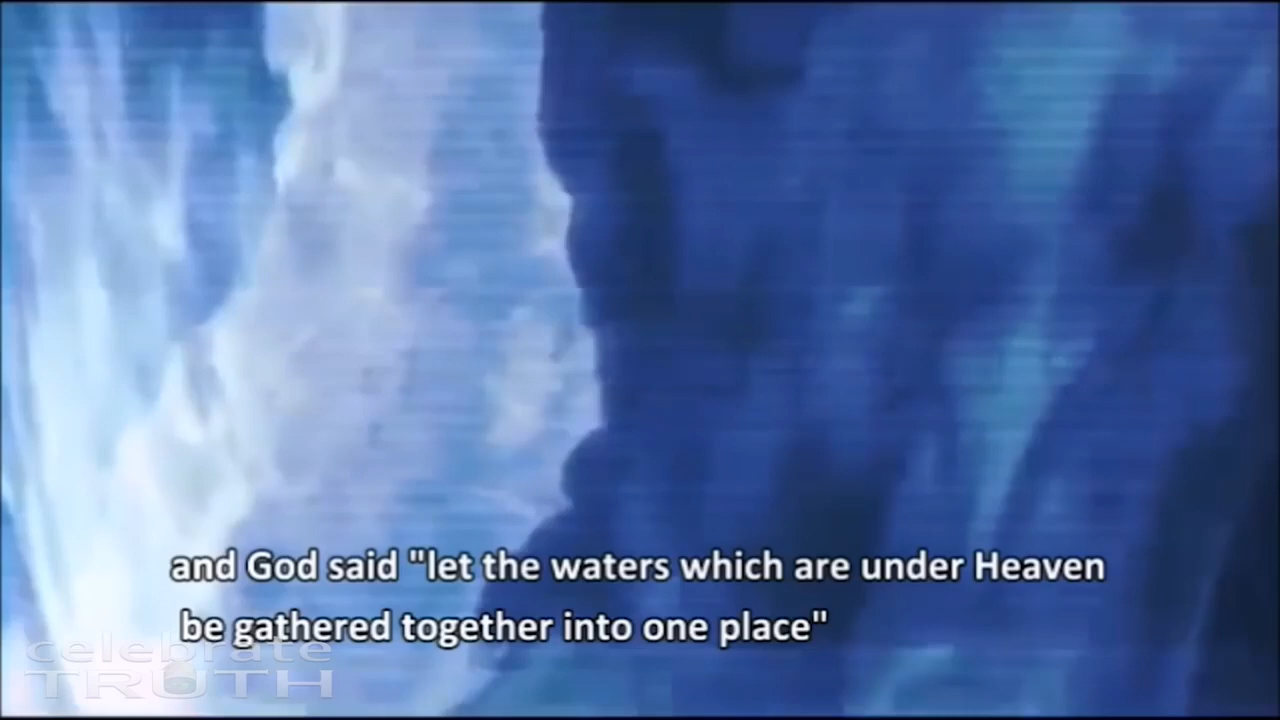 and God said "let the waters which are under Heaven
be gathered together into one place"
celebrate
TRUTH